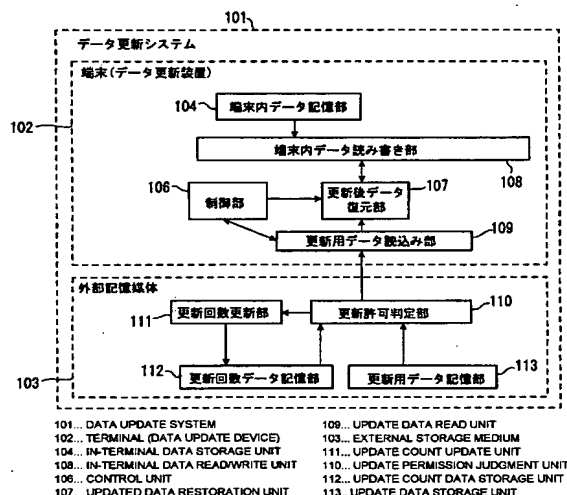 101
データ更新システム
端末(データ更新装置)
102
104
端末内データ記憶部
端末内データ読み書き部
108
106
制御部
更新後データ
復元部
107
更新用データ読込み部
109
外部記憶媒体
111
更新回数更新部
更新許可判定部
110
103
112
更新回数データ記憶部
更新用データ記憶部
113
101... DATA UPDATE SYSTEM
102... TERMINAL (DATA UPDATE DEVICE)
104... IN-TERMINAL DATA STORAGE UNIT
108... IN-TERMINAL DATA READ/WRITE UNIT
106... CONTROL UNIT
107... UPDATED DATA RESTORATION UNIT
109... UPDATE DATA READ UNIT
103... EXTERNAL STORAGE MEDIUM
111... UPDATE COUNT UPDATE UNIT
110... UPDATE PERMISSION JUDGMENT UNIT
112... UPDATE COUNT DATA STORAGE UNIT
113... UPDATE DATA STORAGE UNIT